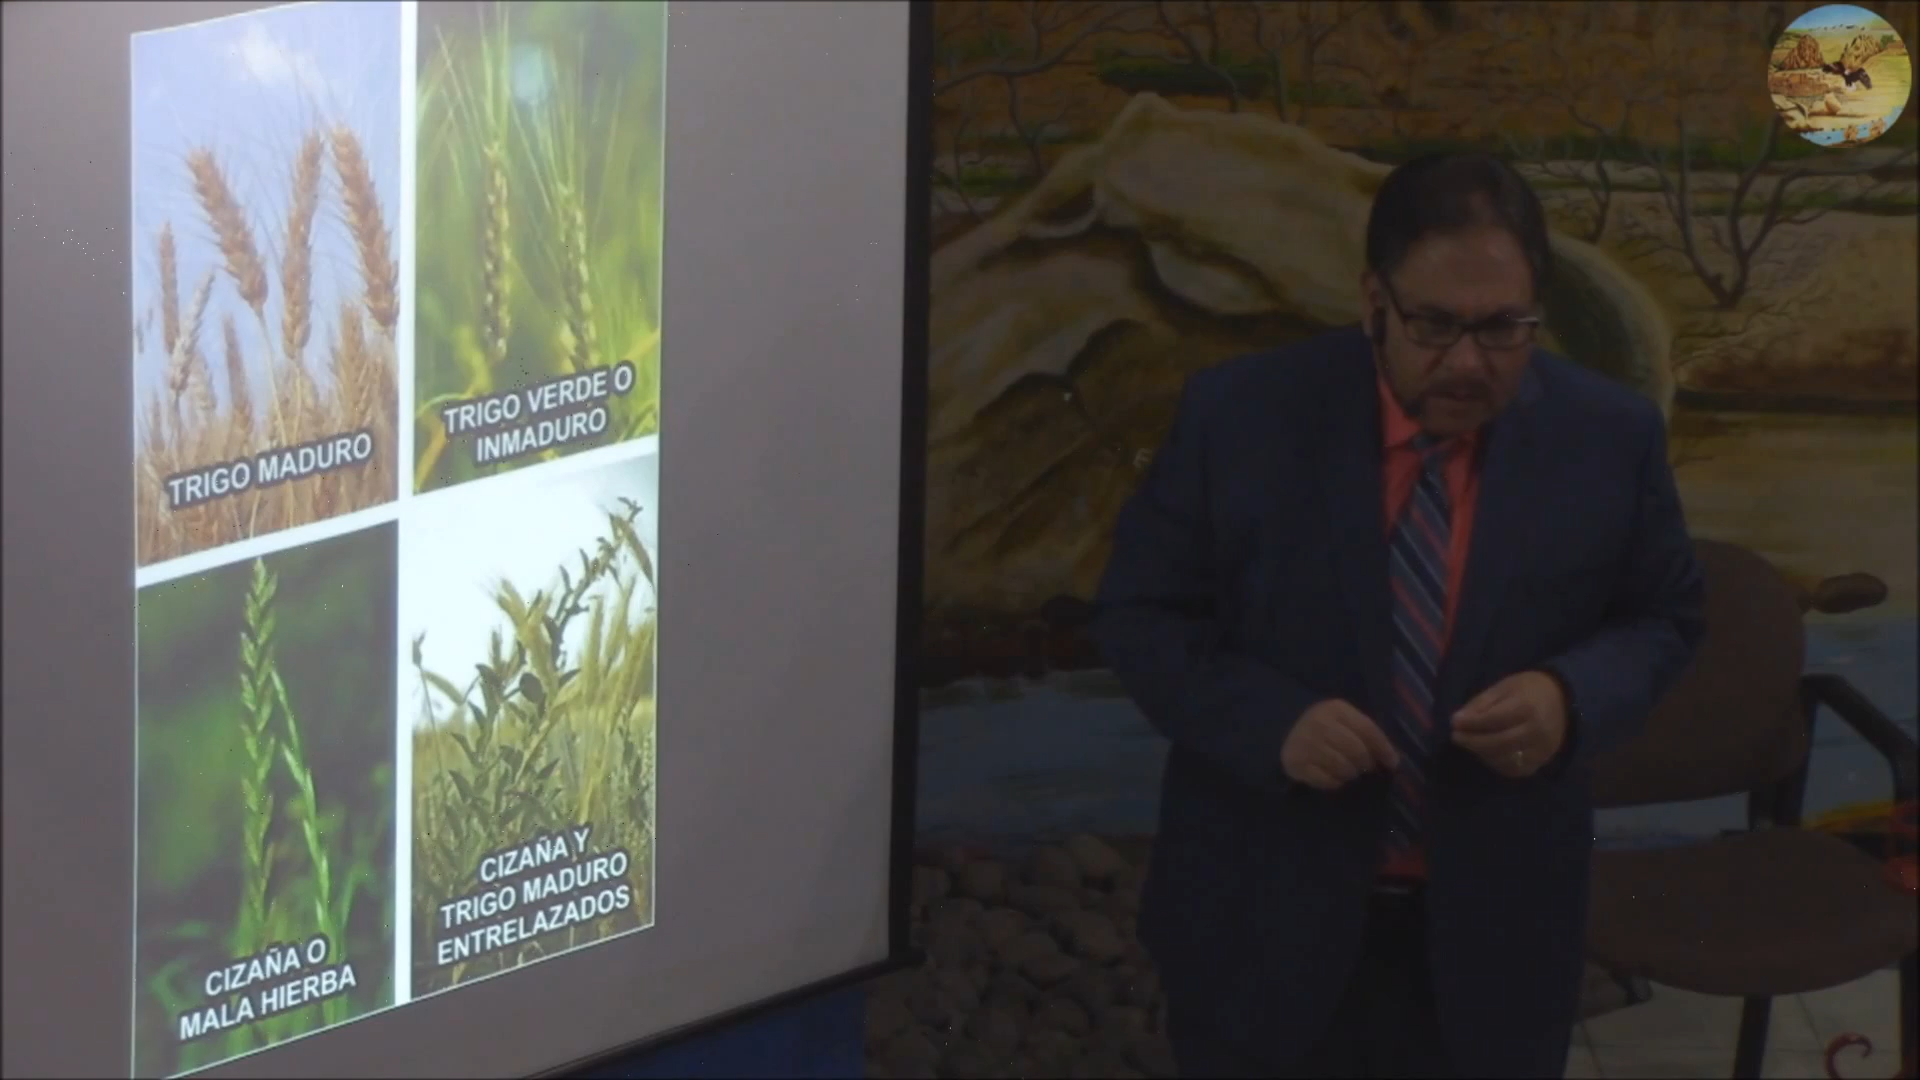 TRIGO MADURO
TRIGO VERDE O
INMADURO
CIZAÑA O
MALA HIERBA
CIZAÑA Y
TRIGO MADURO
ENTRELAZADOS